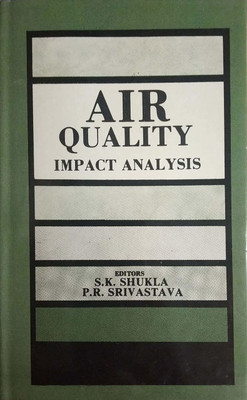 AIR
QUALITY
IMPACT ANALYSIS
EDITORS
S.K. SHUKLA
P.R. SRIVASTAVA